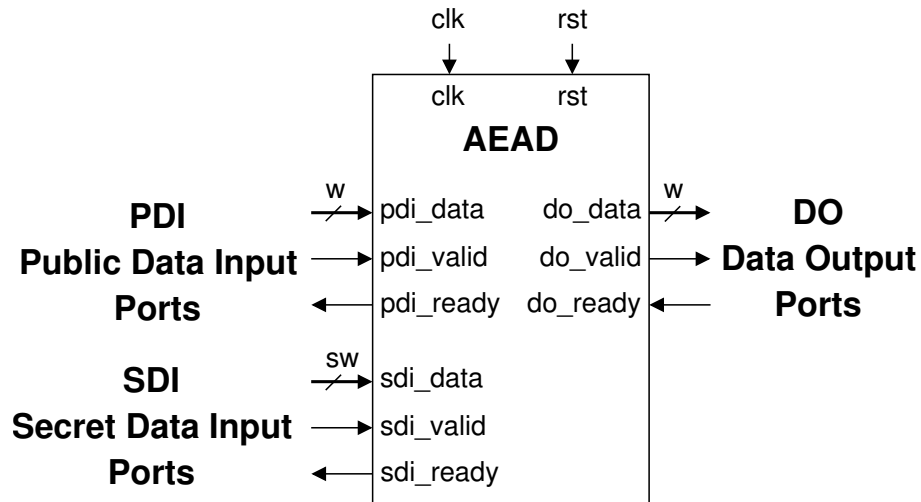 clk rst
clk rst
AEAD
w w
pdi_data do_data
PDI DO
pdi_valid do_valid
Public Data Input Data Output
pdi_ready do_ready
Ports Ports
sw
sdi_data
SDI
sdi_valid
Secret Data Input
sdi_ready
Ports